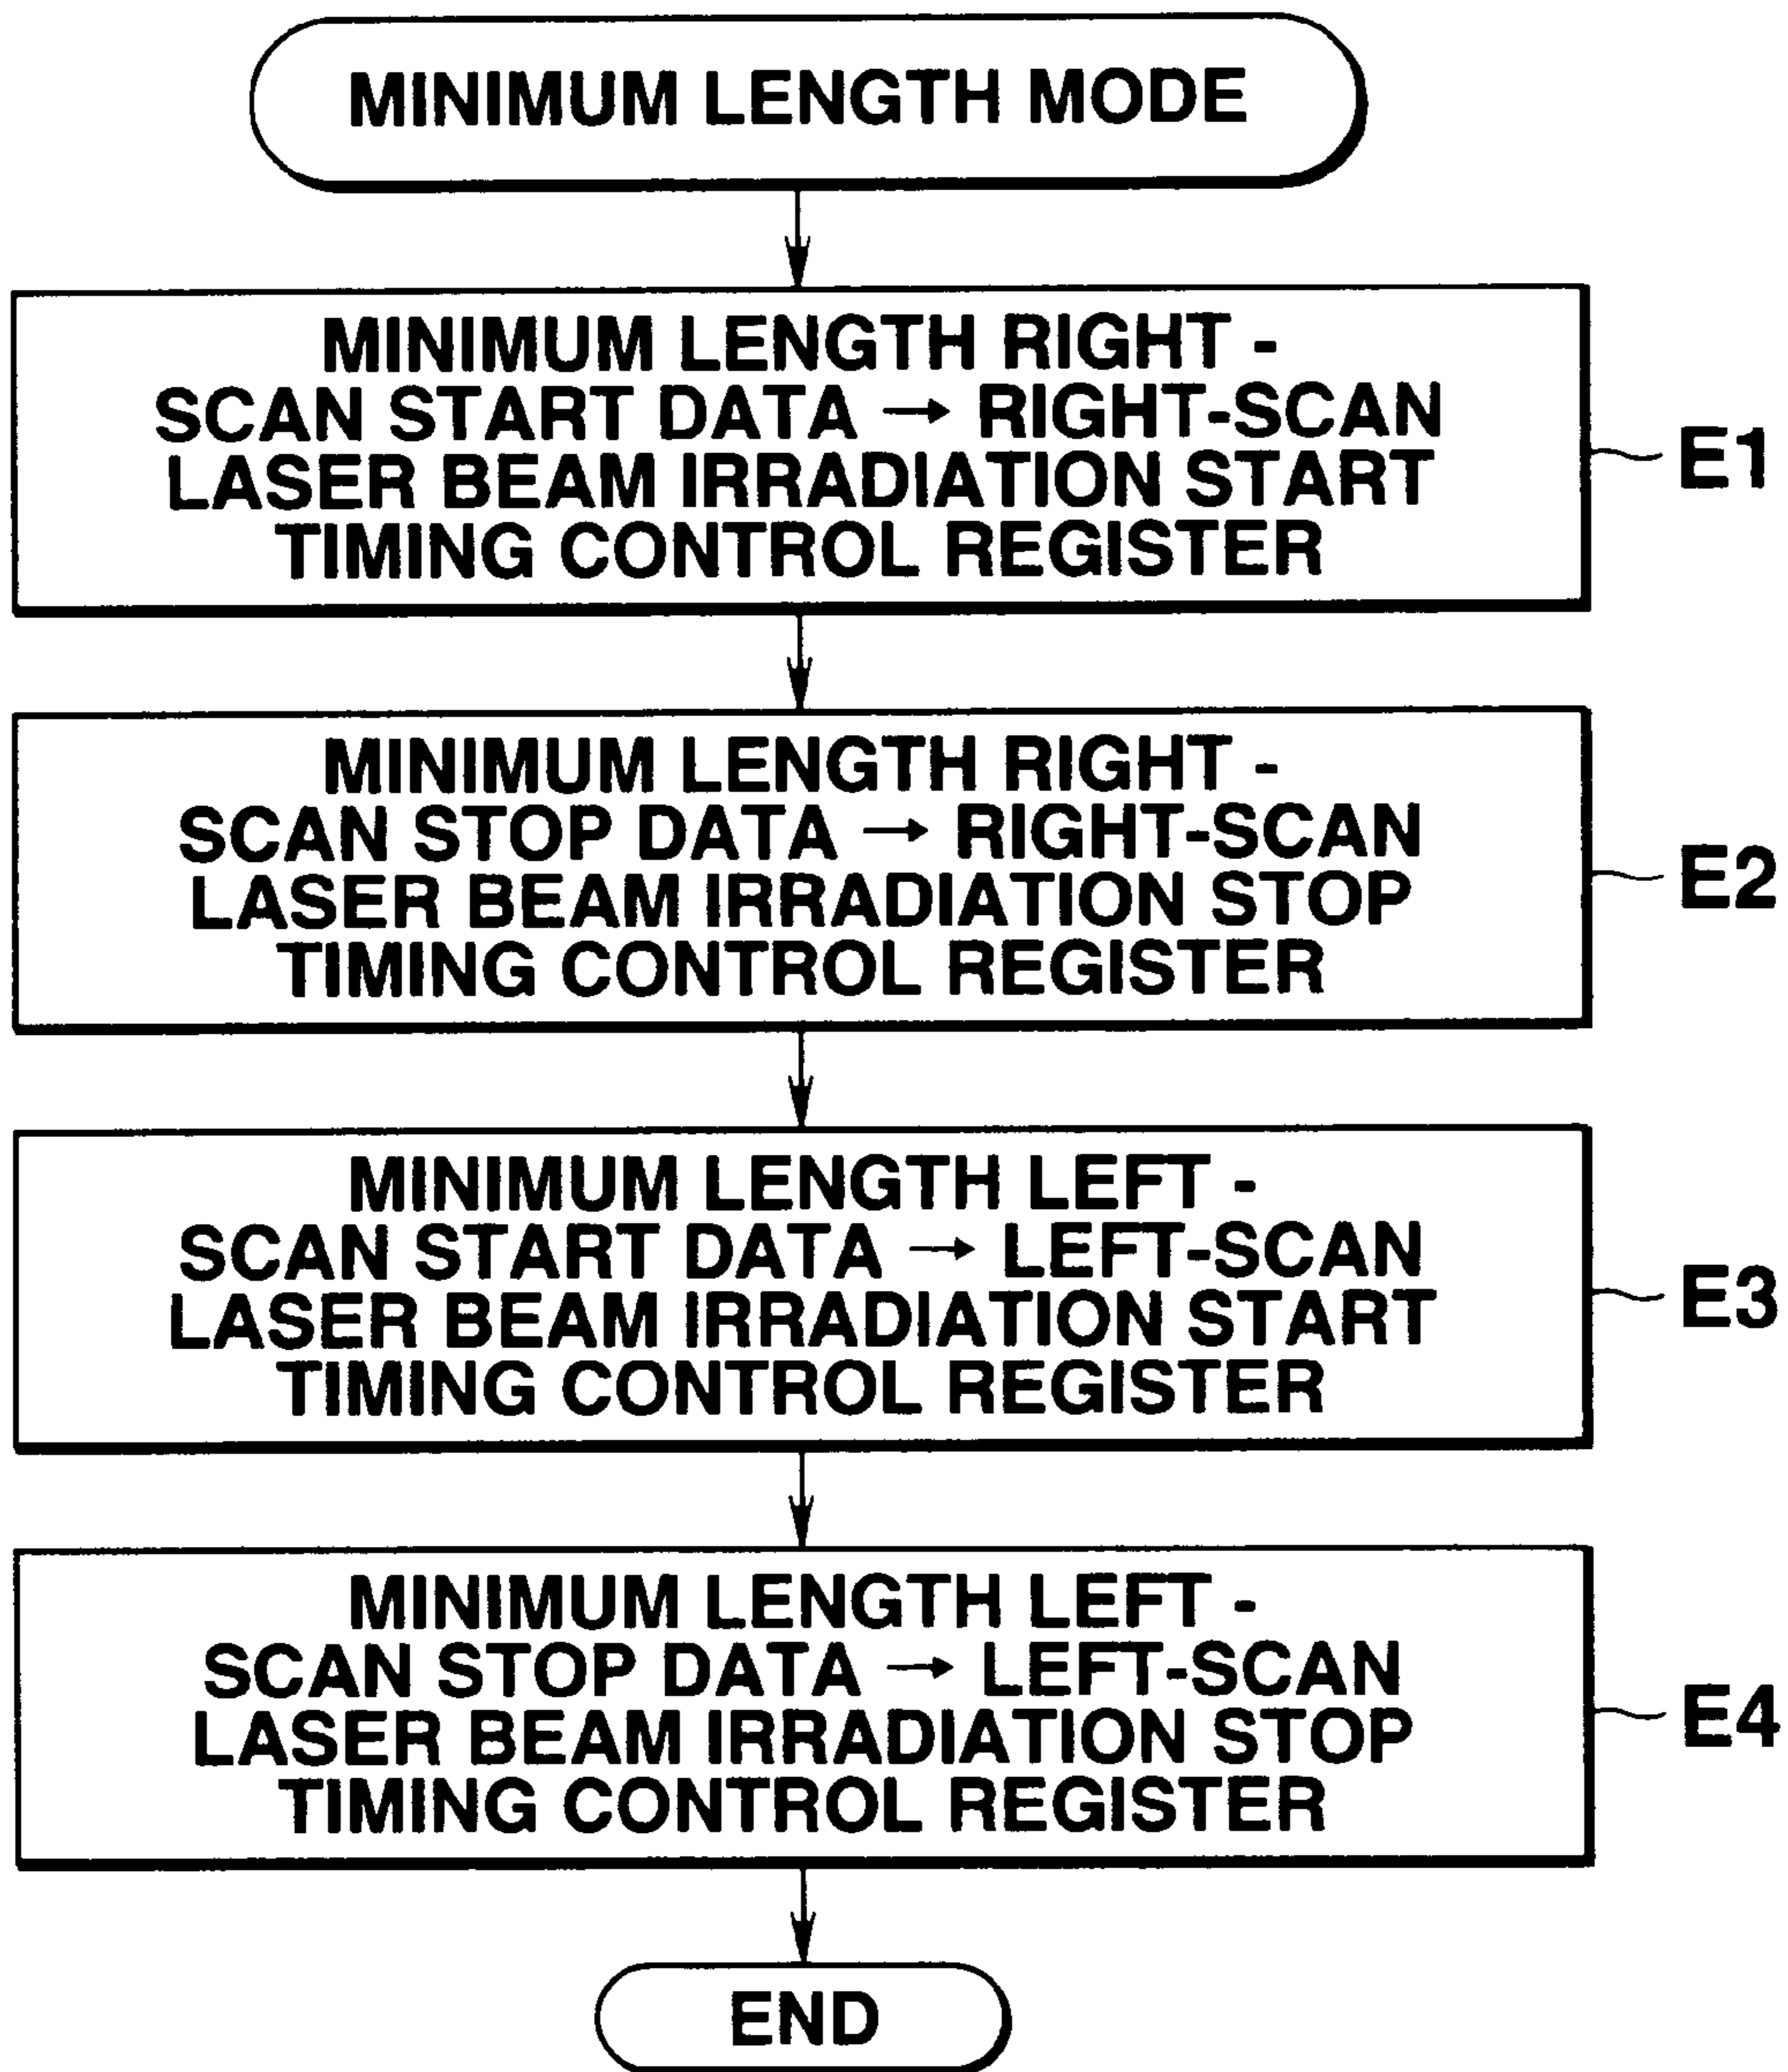 MINIMUM LENGTH MODE
MINIMUM LENGTH RIGHT -
SCAN START DATA → RIGHT-SCAN
LASER BEAM IRRADIATION START
TIMING CONTROL REGISTER
E1
MINIMUM LENGTH RIGHT -
SCAN STOP DATA → RIGHT-SCAN
LASER BEAM IRRADIATION STOP
TIMING CONTROL REGISTER
E2
MINIMUM LENGTH LEFT -
SCAN START DATA → LEFT-SCAN
LASER BEAM IRRADIATION START
TIMING CONTROL REGISTER
E3
MINIMUM LENGTH LEFT -
SCAN STOP DATA → LEFT-SCAN
LASER BEAM IRRADIATION STOP
TIMING CONTROL REGISTER
E4
END